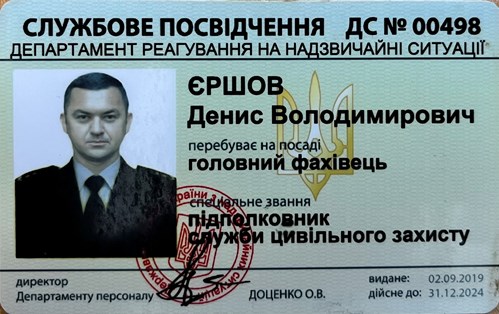 СЛУЖБОВЕ ПОСВІДЧЕННЯ ДС № 00498
ДЕПАРТАМЕНТ РЕАГУВАННЯ НА НАДЗВИЧАЙНІ СИТУАЦІЇ
ЄРШОВ
Денис Володимирович
перебуває на посаді
головний фахівець
спеціальне звання
підполковник
служби цивільного захисту
директор
Департаменту персоналу
ДОЦЕНКО О.В.
видане: 02.09.2019
дійсне до: 31.12.2024